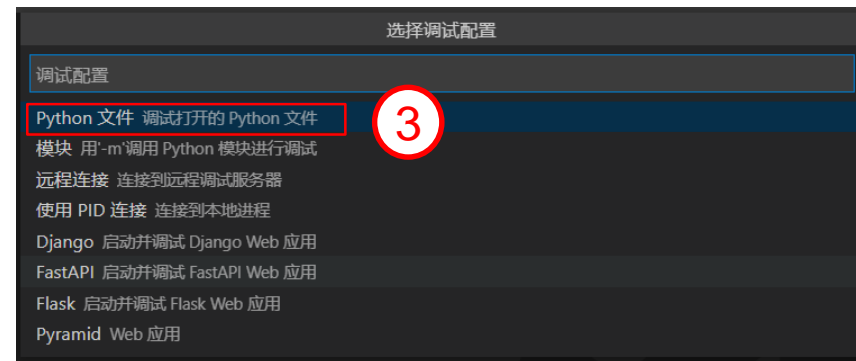 选择调试配置
调试配置
Python 文件 调试打开的 Python 文件
3
模块 用'-m'调用 Python 模块进行调试
远程连接 连接到远程调试服务器
使用 PID 连接 连接到本地进程
Django 启动并调试 Django Web 应用
FastAPI 启动并调试 FastAPI Web 应用
Flask 启动并调试 Flask Web 应用
Pyramid Web 应用